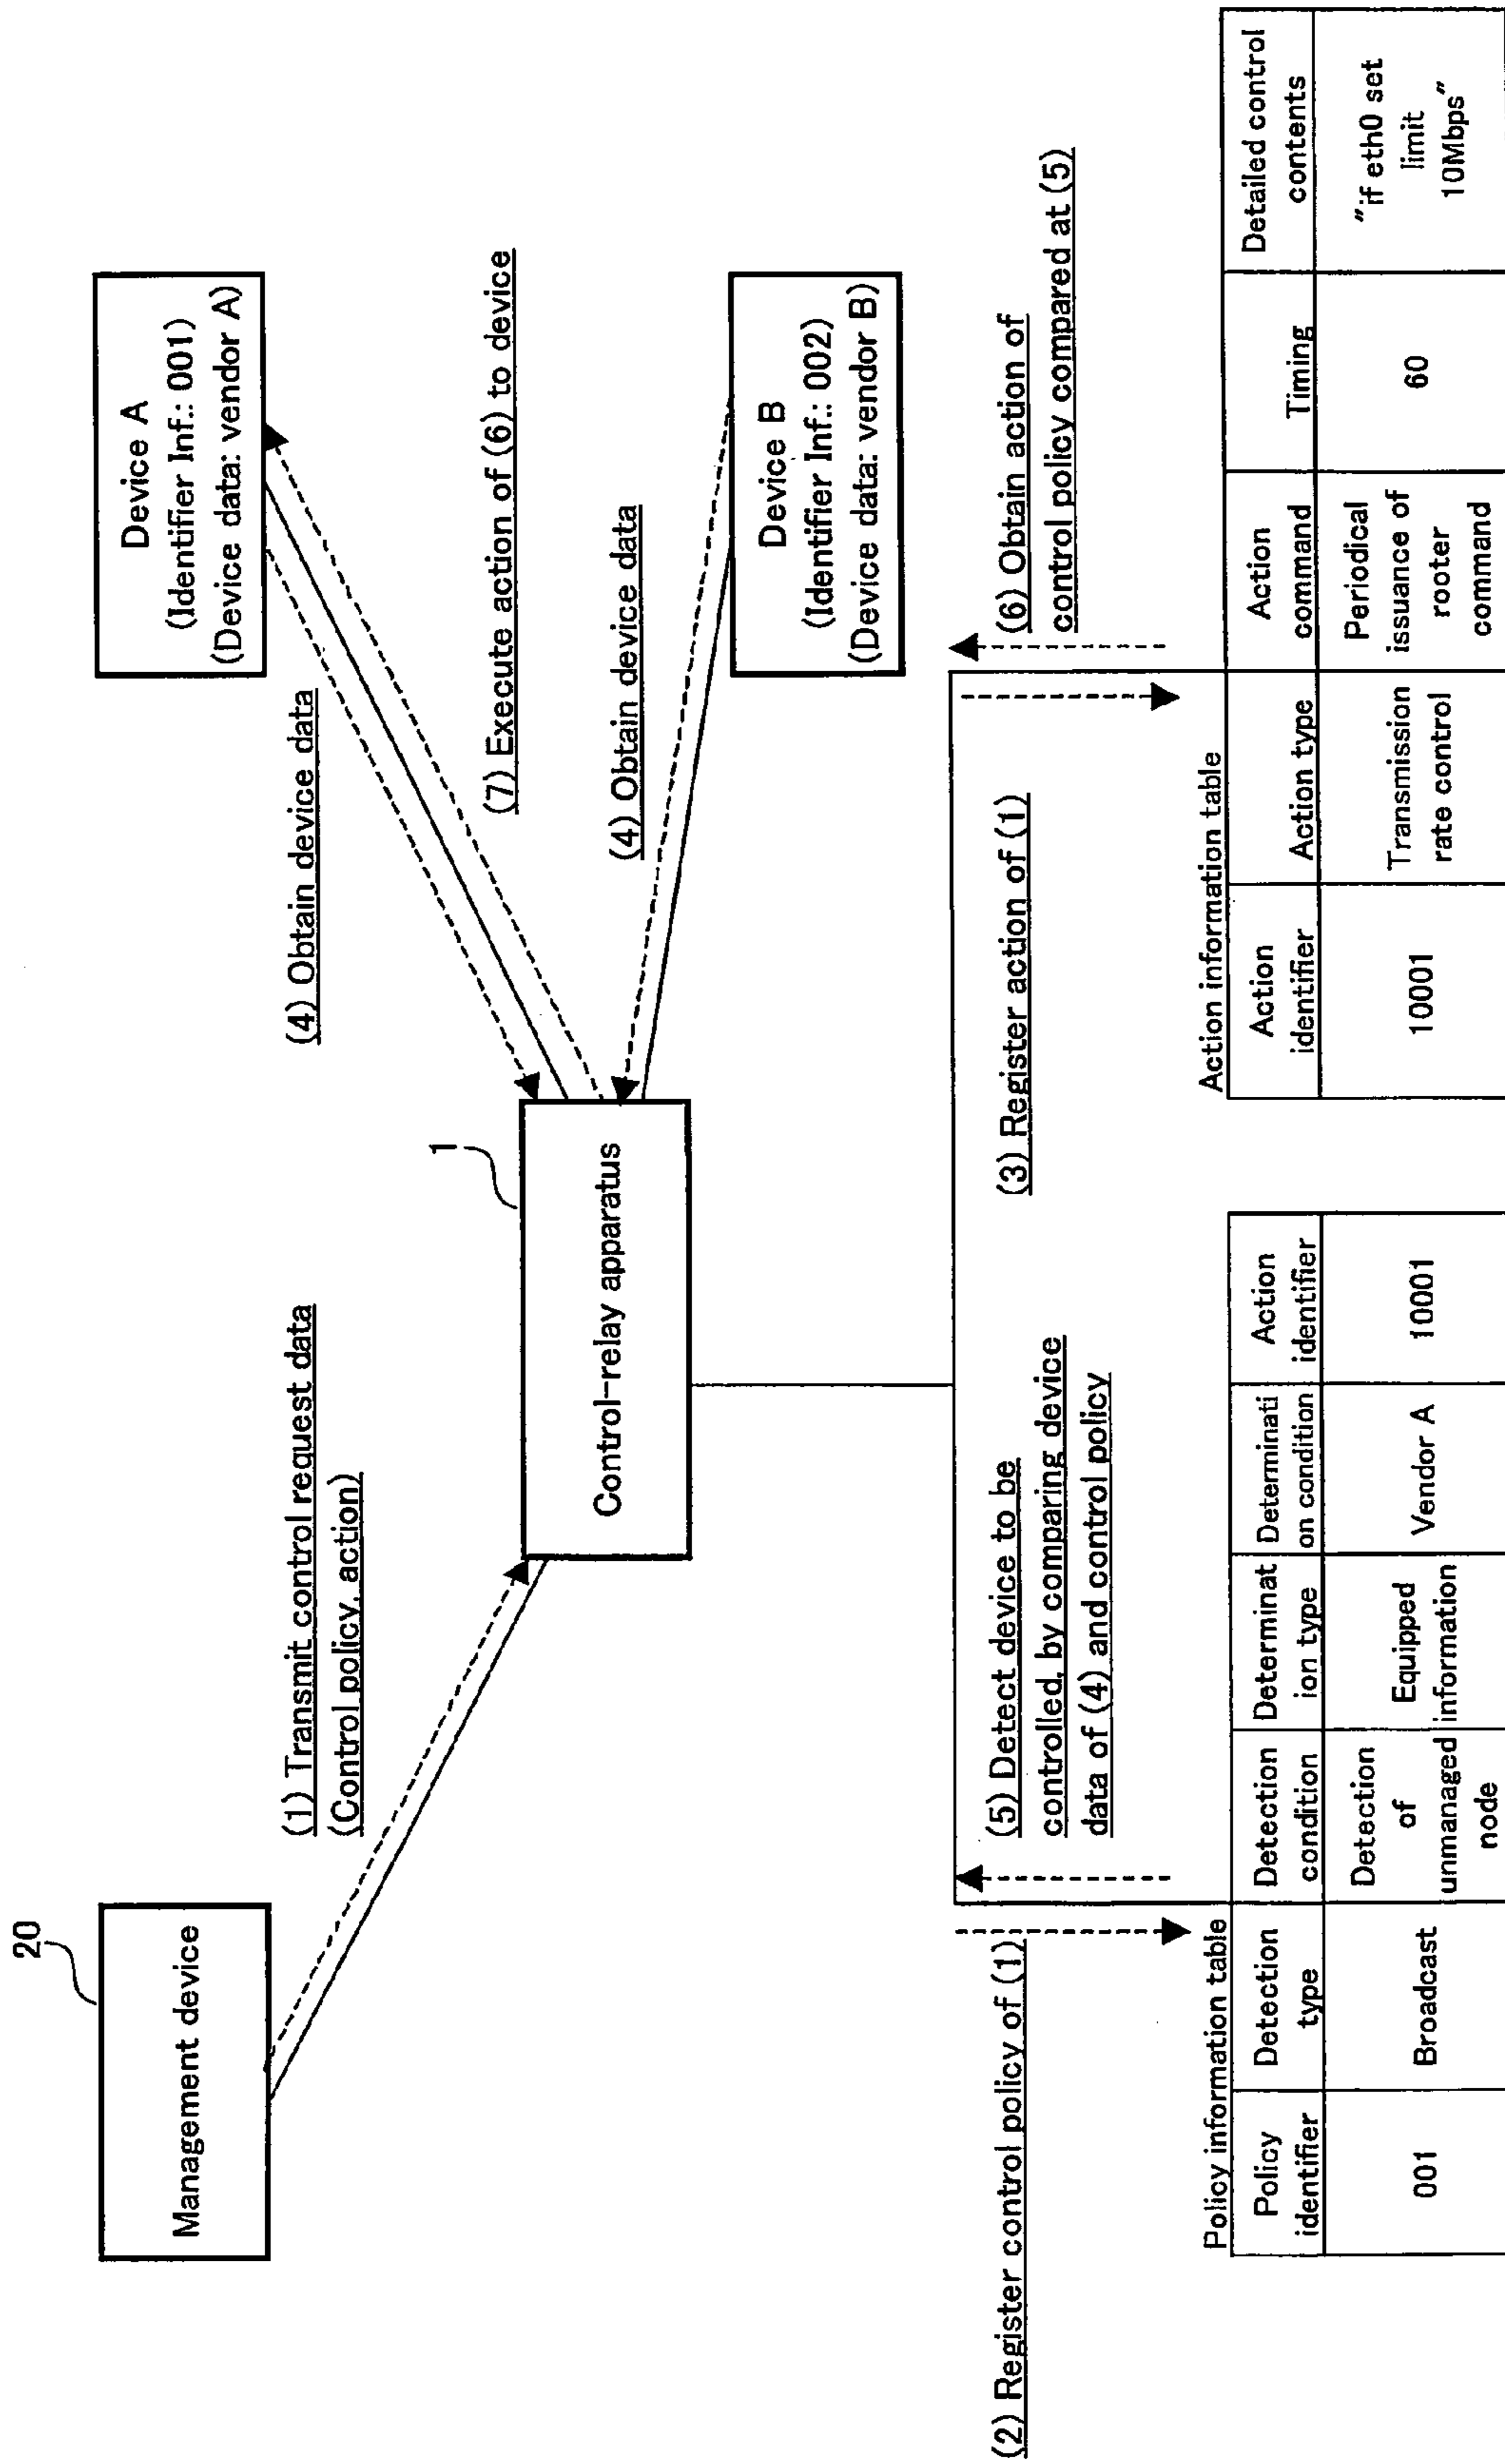 20
Management device
(1) Transmit control request data
(Control policy, action)
1
Control-relay apparatus
(4) Obtain device data
Device A
(Identifier Inf.: 001)
(Device data: vendor A)
(7) Execute action of (6) to device
(4) Obtain device data
Device B
(Identifier Inf.: 002)
(Device data: vendor B)
(2) Register control policy of (1)
(5) Detect device to be
controlled, by comparing device
data of (4) and control policy
(3) Register action of (1)
(6) Obtain action of
control policy compared at (5)
Policy information table
Policy
identifier
Detection
type
Detection
condition
Determinat
ion type
Determinati
on condition
Action
identifier
001
Broadcast
Detection
of
unmanaged
node
Equipped
information
Vendor A
10001
Action information table
Action
identifier
Action type
Action
command
Timing
Detailed control
contents
10001
Transmission
rate control
Periodical
issuance of
rooter
command
60
"if eth0 set
limit
10Mbps"